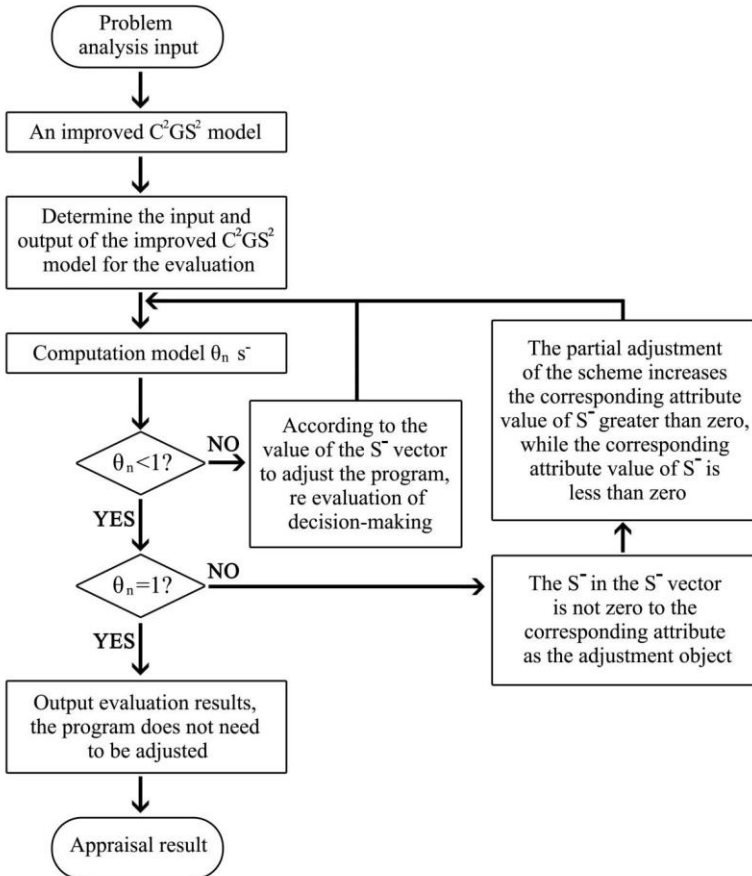 Problem
analysis input
An improved C²GS² model
Determine the input and
output of the improved C²GS²
model for the evaluation
Computation model θₙ s⁻
θₙ<1?
NO
According to the
value of the S⁻ vector
to adjust the program,
re evaluation of
decision-making
The partial adjustment
of the scheme increases
the corresponding attribute
value of S⁻ greater than zero,
while the corresponding
attribute value of S⁻ is
less than zero
YES
θₙ=1?
NO
The S⁻ in the S⁻ vector
is not zero to the
corresponding attribute
as the adjustment object
YES
Output evaluation results,
the program does not need
to be adjusted
Appraisal result